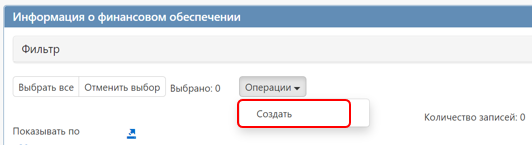 Информация о финансовом обеспечении
Фильтр
Выбрать все Отменить выбор Выбрано: 0 Операции
Создать
Количество записей: 0
Показывать по